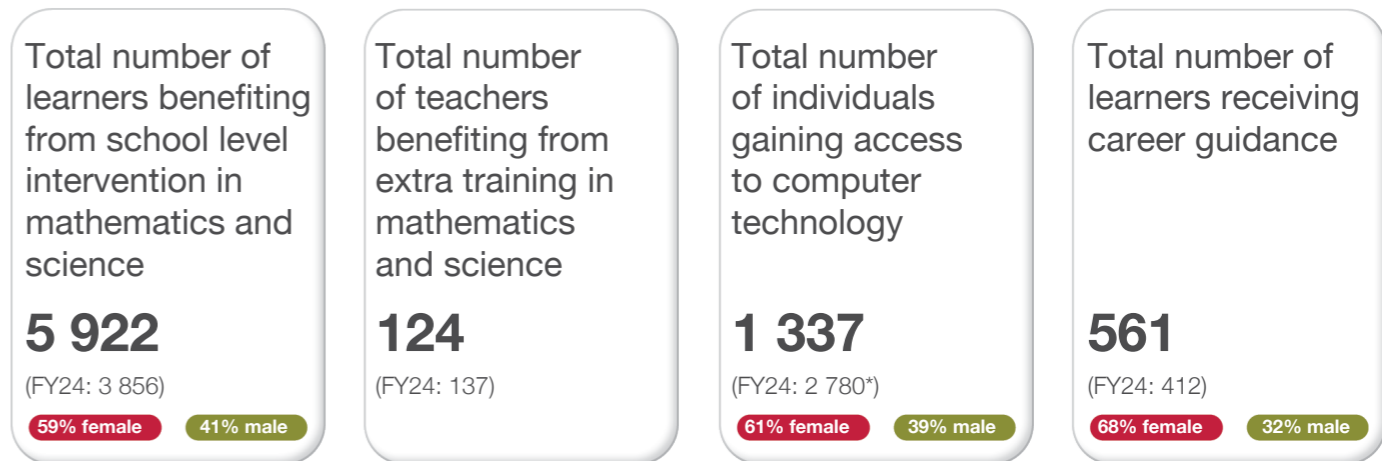 Total number of
learners benefiting
from school level
intervention in
mathematics and
science
5 922
(FY24: 3 856)
59% female
41% male
Total number
of teachers
benefiting from
extra training in
mathematics
and science
124
(FY24: 137)
Total number
of individuals
gaining access
to computer
technology
1 337
(FY24: 2 780*)
61% female
39% male
Total number of
learners receiving
career guidance
561
(FY24: 412)
68% female
32% male